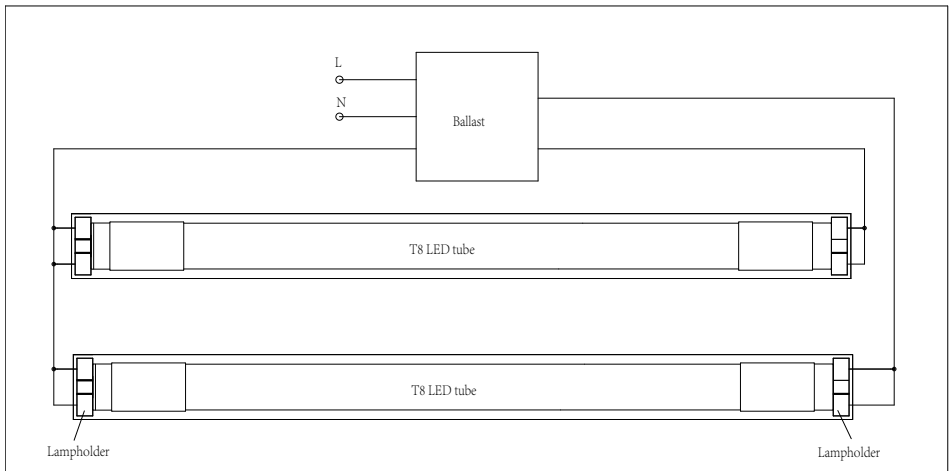 L
N
Ballast
T8 LED tube
T8 LED tube
Lampholder
Lampholder